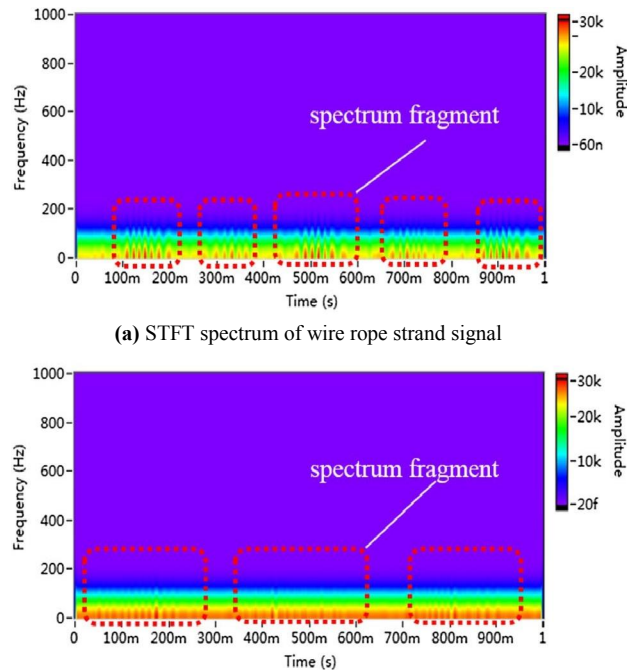 1000
800
600
400
200
0
Frequency (Hz)
spectrum fragment
0 100m 200m 300m 400m 500m 600m 700m 800m 900m 1
Time (s)
30k
20k
10k
60n
Amplitude
(a) STFT spectrum of wire rope strand signal
1000
800
600
400
200
0
Frequency (Hz)
spectrum fragment
0 100m 200m 300m 400m 500m 600m 700m 800m 900m 1
Time (s)
30k
20k
10k
20f
Amplitude